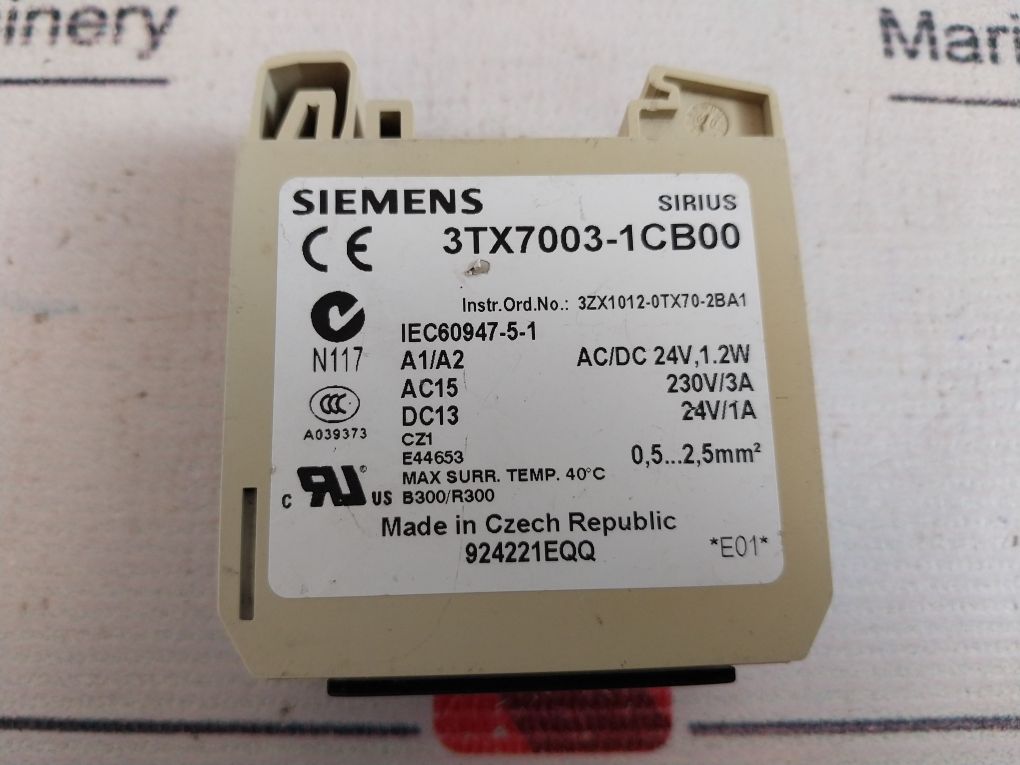 SIEMENS SIRIUS
CE 3TX7003-1CB00
Instr.Ord.No.: 3ZX1012-0TX70-2BA1
IEC60947-5-1
N117 A1/A2 AC/DC 24V,1.2W
AC15 230V/3A
CCC DC13 24V/1A
A039373 CZ1
E44653 0,5...2,5mm²
MAX SURR. TEMP. 40°C
c RU ® US B300/R300
Made in Czech Republic
924221EQQ *E01*